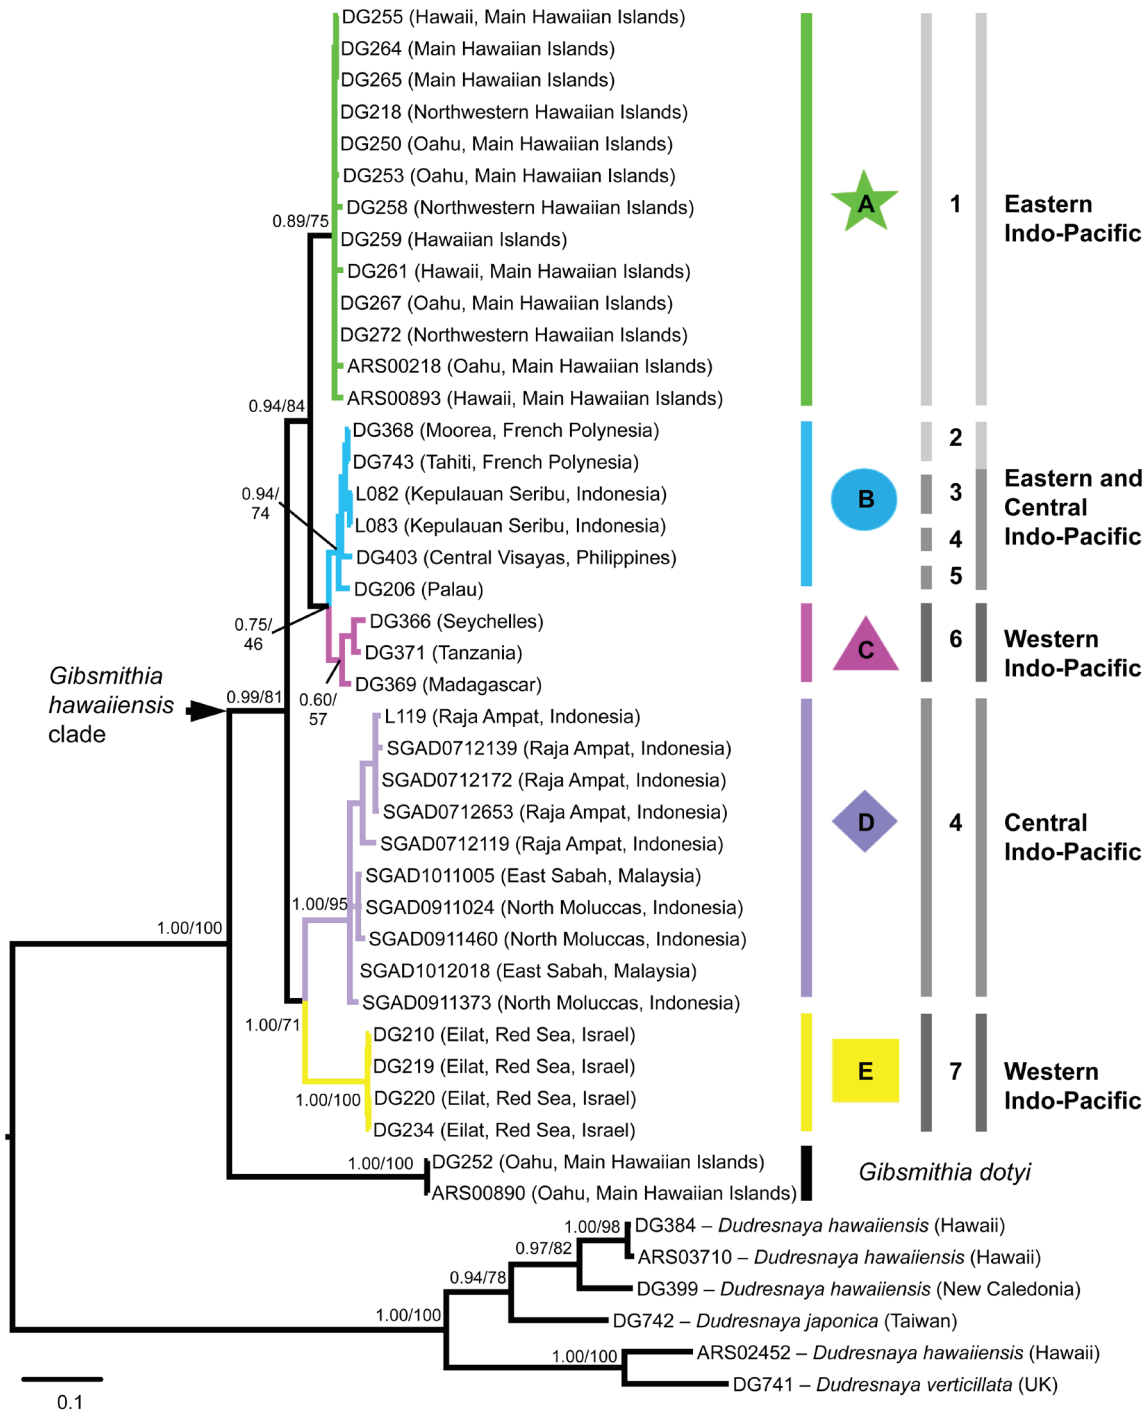 DG255 (Hawaii, Main Hawaiian Islands)
DG264 (Main Hawaiian Islands)
DG265 (Main Hawaiian Islands)
DG218 (Northwestern Hawaiian Islands)
DG250 (Oahu, Main Hawaiian Islands)
DG253 (Oahu, Main Hawaiian Islands)
DG258 (Northwestern Hawaiian Islands)
DG259 (Hawaiian Islands)
DG261 (Hawaii, Main Hawaiian Islands)
DG267 (Oahu, Main Hawaiian Islands)
DG272 (Northwestern Hawaiian Islands)
ARS00218 (Oahu, Main Hawaiian Islands)
ARS00893 (Hawaii, Main Hawaiian Islands)
0.89/75
A
1
Eastern
Indo-Pacific
0.94/84
DG368 (Moorea, French Polynesia)
DG743 (Tahiti, French Polynesia)
L082 (Kepulauan Seribu, Indonesia)
L083 (Kepulauan Seribu, Indonesia)
DG403 (Central Visayas, Philippines)
DG206 (Palau)
0.94/
74
B
2
3
4
5
Eastern and
Central
Indo-Pacific
0.75/
46
DG366 (Seychelles)
DG371 (Tanzania)
DG369 (Madagascar)
0.60/
57
C
6
Western
Indo-Pacific
Gibsmithia
hawaiiensis
clade
0.99/81
L119 (Raja Ampat, Indonesia)
SGAD0712139 (Raja Ampat, Indonesia)
SGAD0712172 (Raja Ampat, Indonesia)
SGAD0712653 (Raja Ampat, Indonesia)
SGAD0712119 (Raja Ampat, Indonesia)
SGAD1011005 (East Sabah, Malaysia)
SGAD0911024 (North Moluccas, Indonesia)
SGAD0911460 (North Moluccas, Indonesia)
SGAD1012018 (East Sabah, Malaysia)
SGAD0911373 (North Moluccas, Indonesia)
1.00/95
D
4
Central
Indo-Pacific
1.00/100
1.00/71
DG210 (Eilat, Red Sea, Israel)
DG219 (Eilat, Red Sea, Israel)
DG220 (Eilat, Red Sea, Israel)
DG234 (Eilat, Red Sea, Israel)
1.00/100
E
7
Western
Indo-Pacific
1.00/100
DG252 (Oahu, Main Hawaiian Islands)
ARS00890 (Oahu, Main Hawaiian Islands)
Gibsmithia dotyi
1.00/98
DG384 – Dudresnaya hawaiiensis (Hawaii)
0.97/82
ARS03710 – Dudresnaya hawaiiensis (Hawaii)
0.94/78
DG399 – Dudresnaya hawaiiensis (New Caledonia)
1.00/100
DG742 – Dudresnaya japonica (Taiwan)
1.00/100
ARS02452 – Dudresnaya hawaiiensis (Hawaii)
DG741 – Dudresnaya verticillata (UK)
0.1